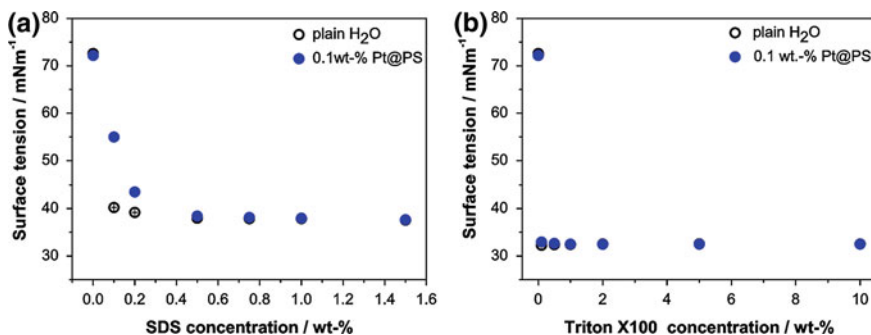 (a)
plain H₂O
0.1wt-% Pt@PS
Surface tension / mNm⁻¹
70
60
50
40
30
0.0 0.2 0.4 0.6 0.8 1.0 1.2 1.4 1.6
SDS concentration / wt-%
(b)
plain H₂O
0.1 wt.-% Pt@PS
Surface tension / mNm⁻¹
70
60
50
40
30
0 2 4 6 8 10
Triton X100 concentration / wt-%